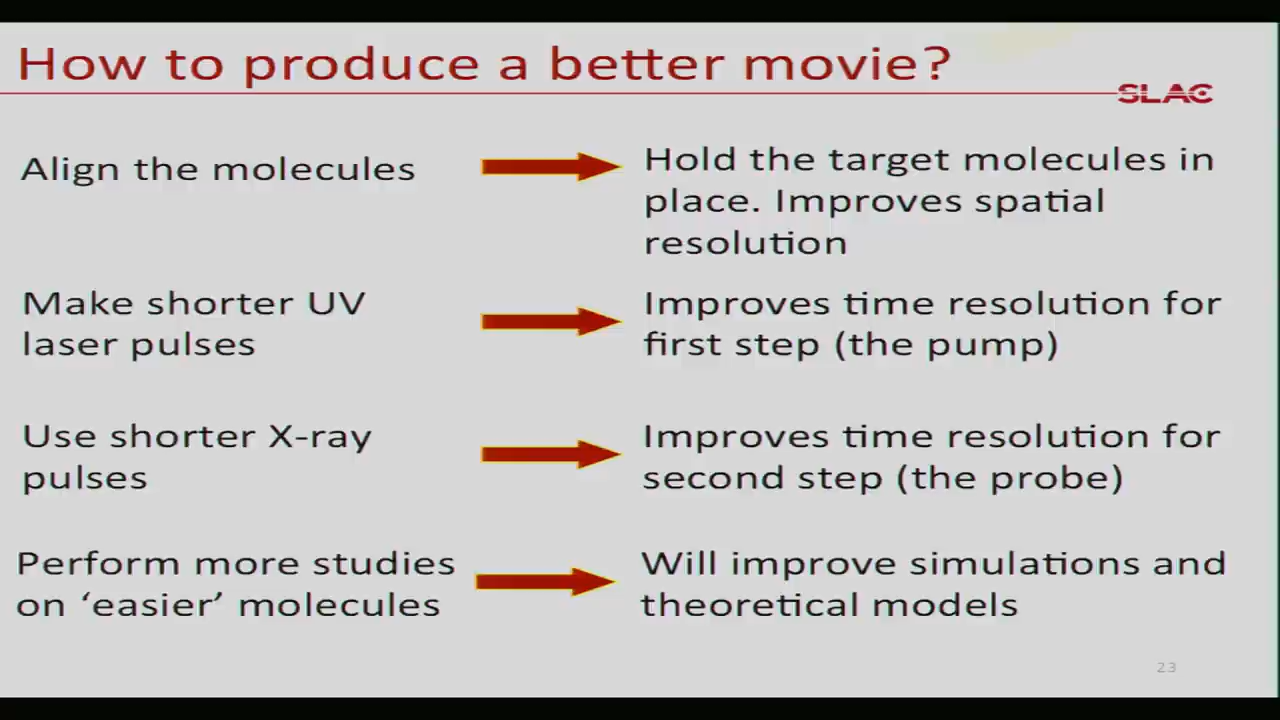 How to produce a better movie?
SLAC
Align the molecules
Hold the target molecules in
place. Improves spatial
resolution
Make shorter UV
laser pulses
Improves time resolution for
first step (the pump)
Use shorter X-ray
pulses
Improves time resolution for
second step (the probe)
Perform more studies
on ‘easier’ molecules
Will improve simulations and
theoretical models
23